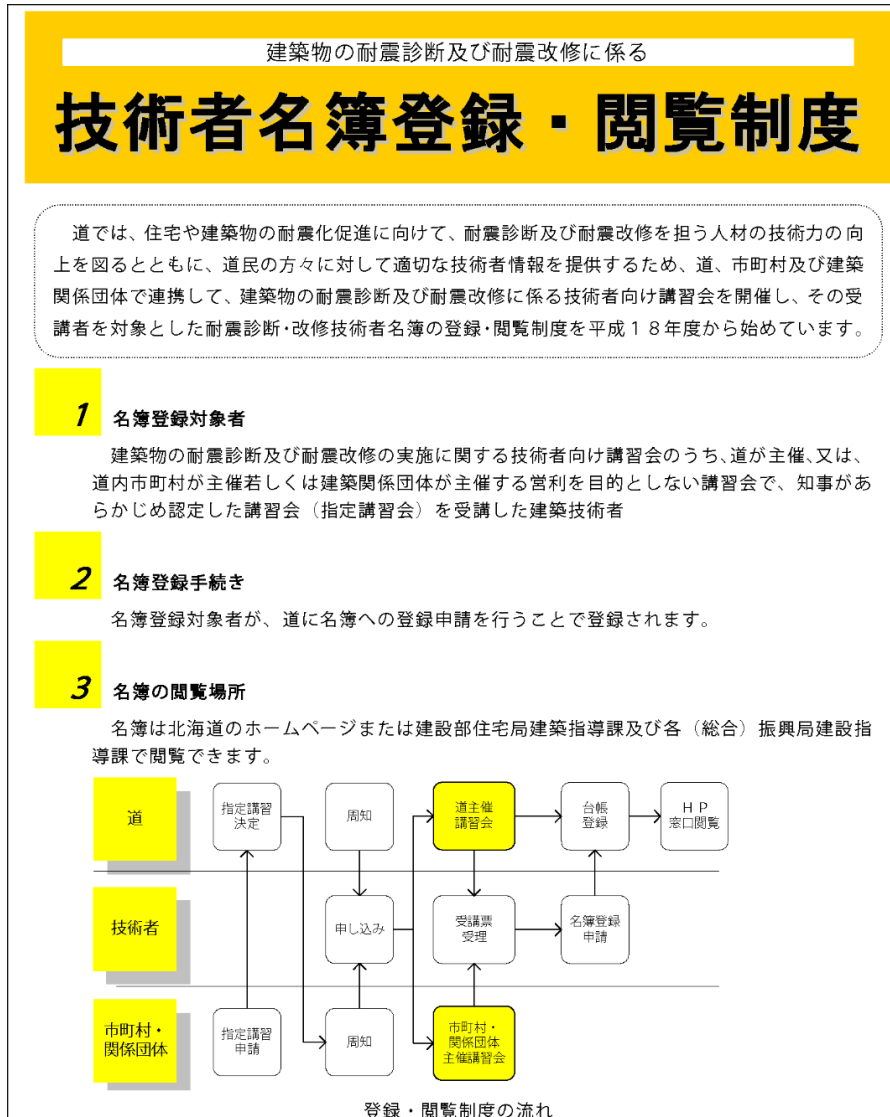 建築物の耐震診断及び耐震改修に係る
技術者名簿登録・閲覧制度
道では、住宅や建築物の耐震化促進に向けて、耐震診断及び耐震改修を担う人材の技術力の向
上を図るとともに、道民の方々に対して適切な技術者情報を提供するため、道、市町村及び建築
関係団体で連携して、建築物の耐震診断及び耐震改修に係る技術者向け講習会を開催し、その受
講者を対象とした耐震診断・改修技術者名簿の登録・閲覧制度を平成１８年度から始めています。
1 名簿登録対象者
建築物の耐震診断及び耐震改修の実施に関する技術者向け講習会のうち、道が主催、又は、
道内市町村が主催若しくは建築関係団体が主催する営利を目的としない講習会で、知事があ
らかじめ認定した講習会（指定講習会）を受講した建築技術者
2 名簿登録手続き
名簿登録対象者が、道に名簿への登録申請を行うことで登録されます。
3 名簿の閲覧場所
名簿は北海道のホームページまたは建設部住宅局建築指導課及び各（総合）振興局建設指
導課で閲覧できます。
道
指定講習
決定
周知
道主催
講習会
台帳
登録
ＨＰ
窓口閲覧
技術者
申し込み
受講票
受理
名簿登録
申請
市町村・
関係団体
指定講習
申請
周知
市町村・
関係団体
主催講習会
登録・閲覧制度の流れ